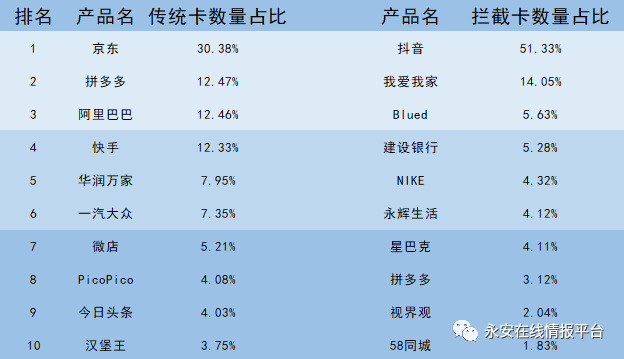 排名 产品名 传统卡数量占比 产品名 拦截卡数量占比
1 京东 30.38% 抖音 51.33%
2 拼多多 12.47% 我爱我家 14.05%
3 阿里巴巴 12.46% Blued 5.63%
4 快手 12.33% 建设银行 5.28%
5 华润万家 7.95% NIKE 4.32%
6 一汽大众 7.35% 永辉生活 4.12%
7 微店 5.21% 星巴克 4.11%
8 PicoPico 4.08% 拼多多 3.12%
9 今日头条 4.03% 视界观 2.04%
永安在线情报平台
10 汉堡王 3.75% 58同城 1.83%